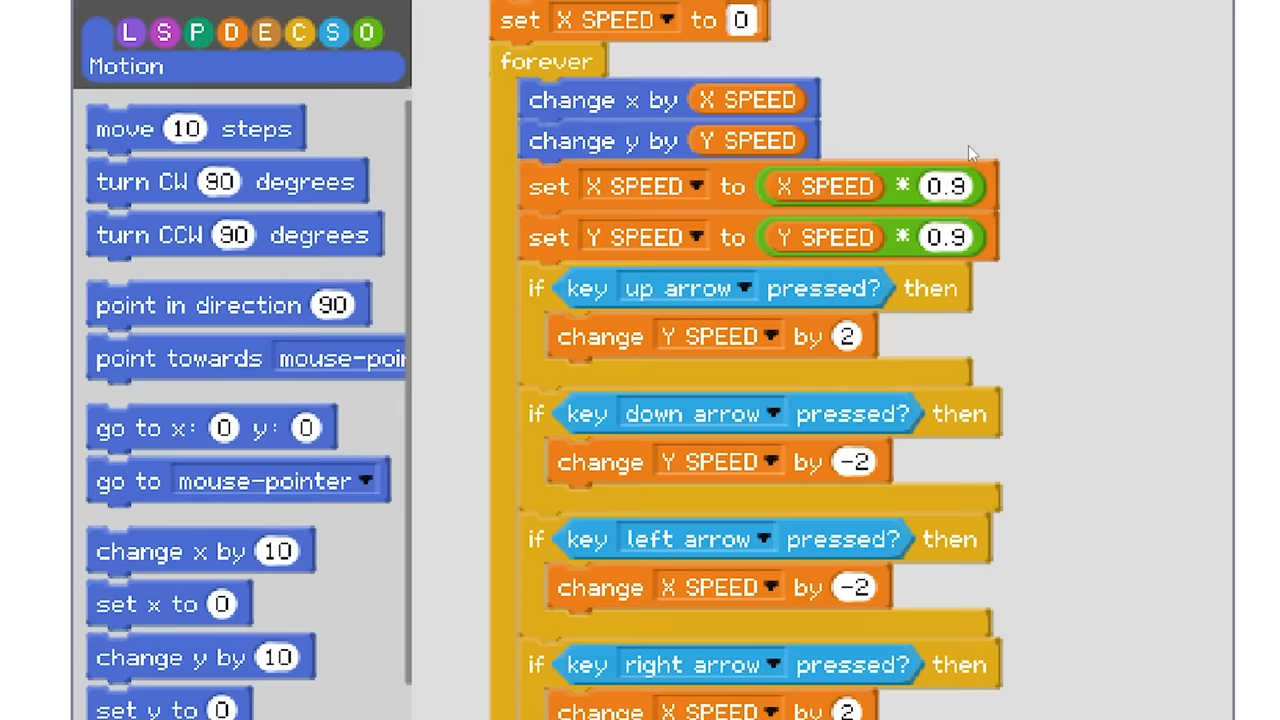 L S P D E C S O
Motion
move 10 steps
turn CW 90 degrees
turn CCW 90 degrees
point in direction 90
point towards mouse-poin
go to x: 0 y: 0
go to mouse-pointer
change x by 10
set x to 0
change y by 10
set y to 0
set X SPEED to 0
forever
change x by X SPEED
change y by Y SPEED
set X SPEED to X SPEED * 0.9
set Y SPEED to Y SPEED * 0.9
if key up arrow pressed? then
change Y SPEED by 2
if key down arrow pressed? then
change Y SPEED by -2
if key left arrow pressed? then
change X SPEED by -2
if key right arrow pressed? then
change X SPEED by 2